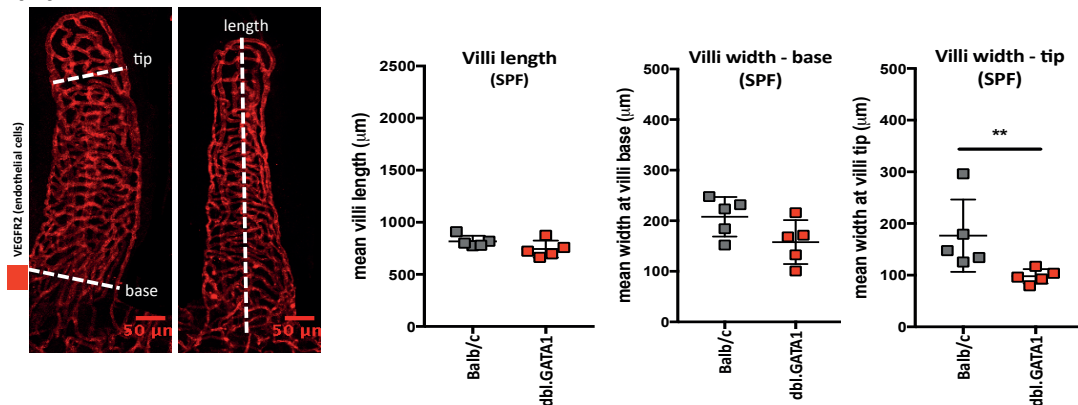 VEGFR2 (endothelial cells)
tip
base
50 µm
length
50 µm
Villi length
(SPF)
mean villi length (µm)
2500
2000
1500
1000
500
0
Balb/c
dbl.GATA1
Villi width - base
(SPF)
mean width at villi base (µm)
500
400
300
200
100
0
Balb/c
dbl.GATA1
Villi width - tip
(SPF)
mean width at villi tip (µm)
500
400
300
200
100
0
**
Balb/c
dbl.GATA1